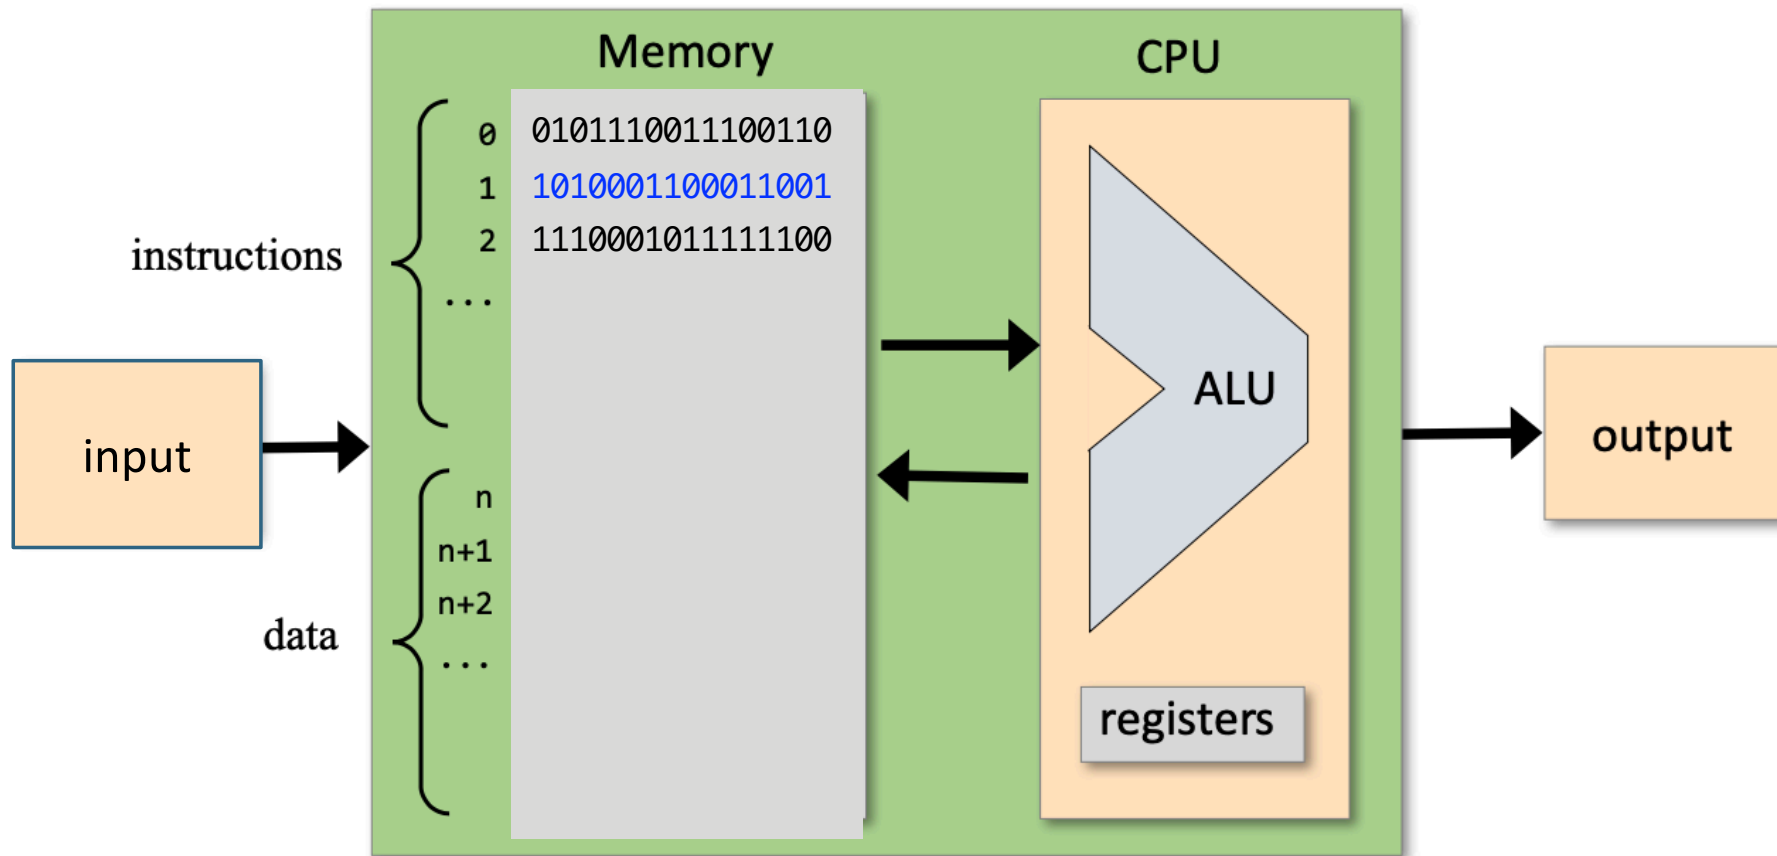 Memory
CPU
0 0101110011100110
1 1010001100011001
2 1110001011111100
...
instructions
input
ALU
output
n
n+1
n+2
...
data
registers